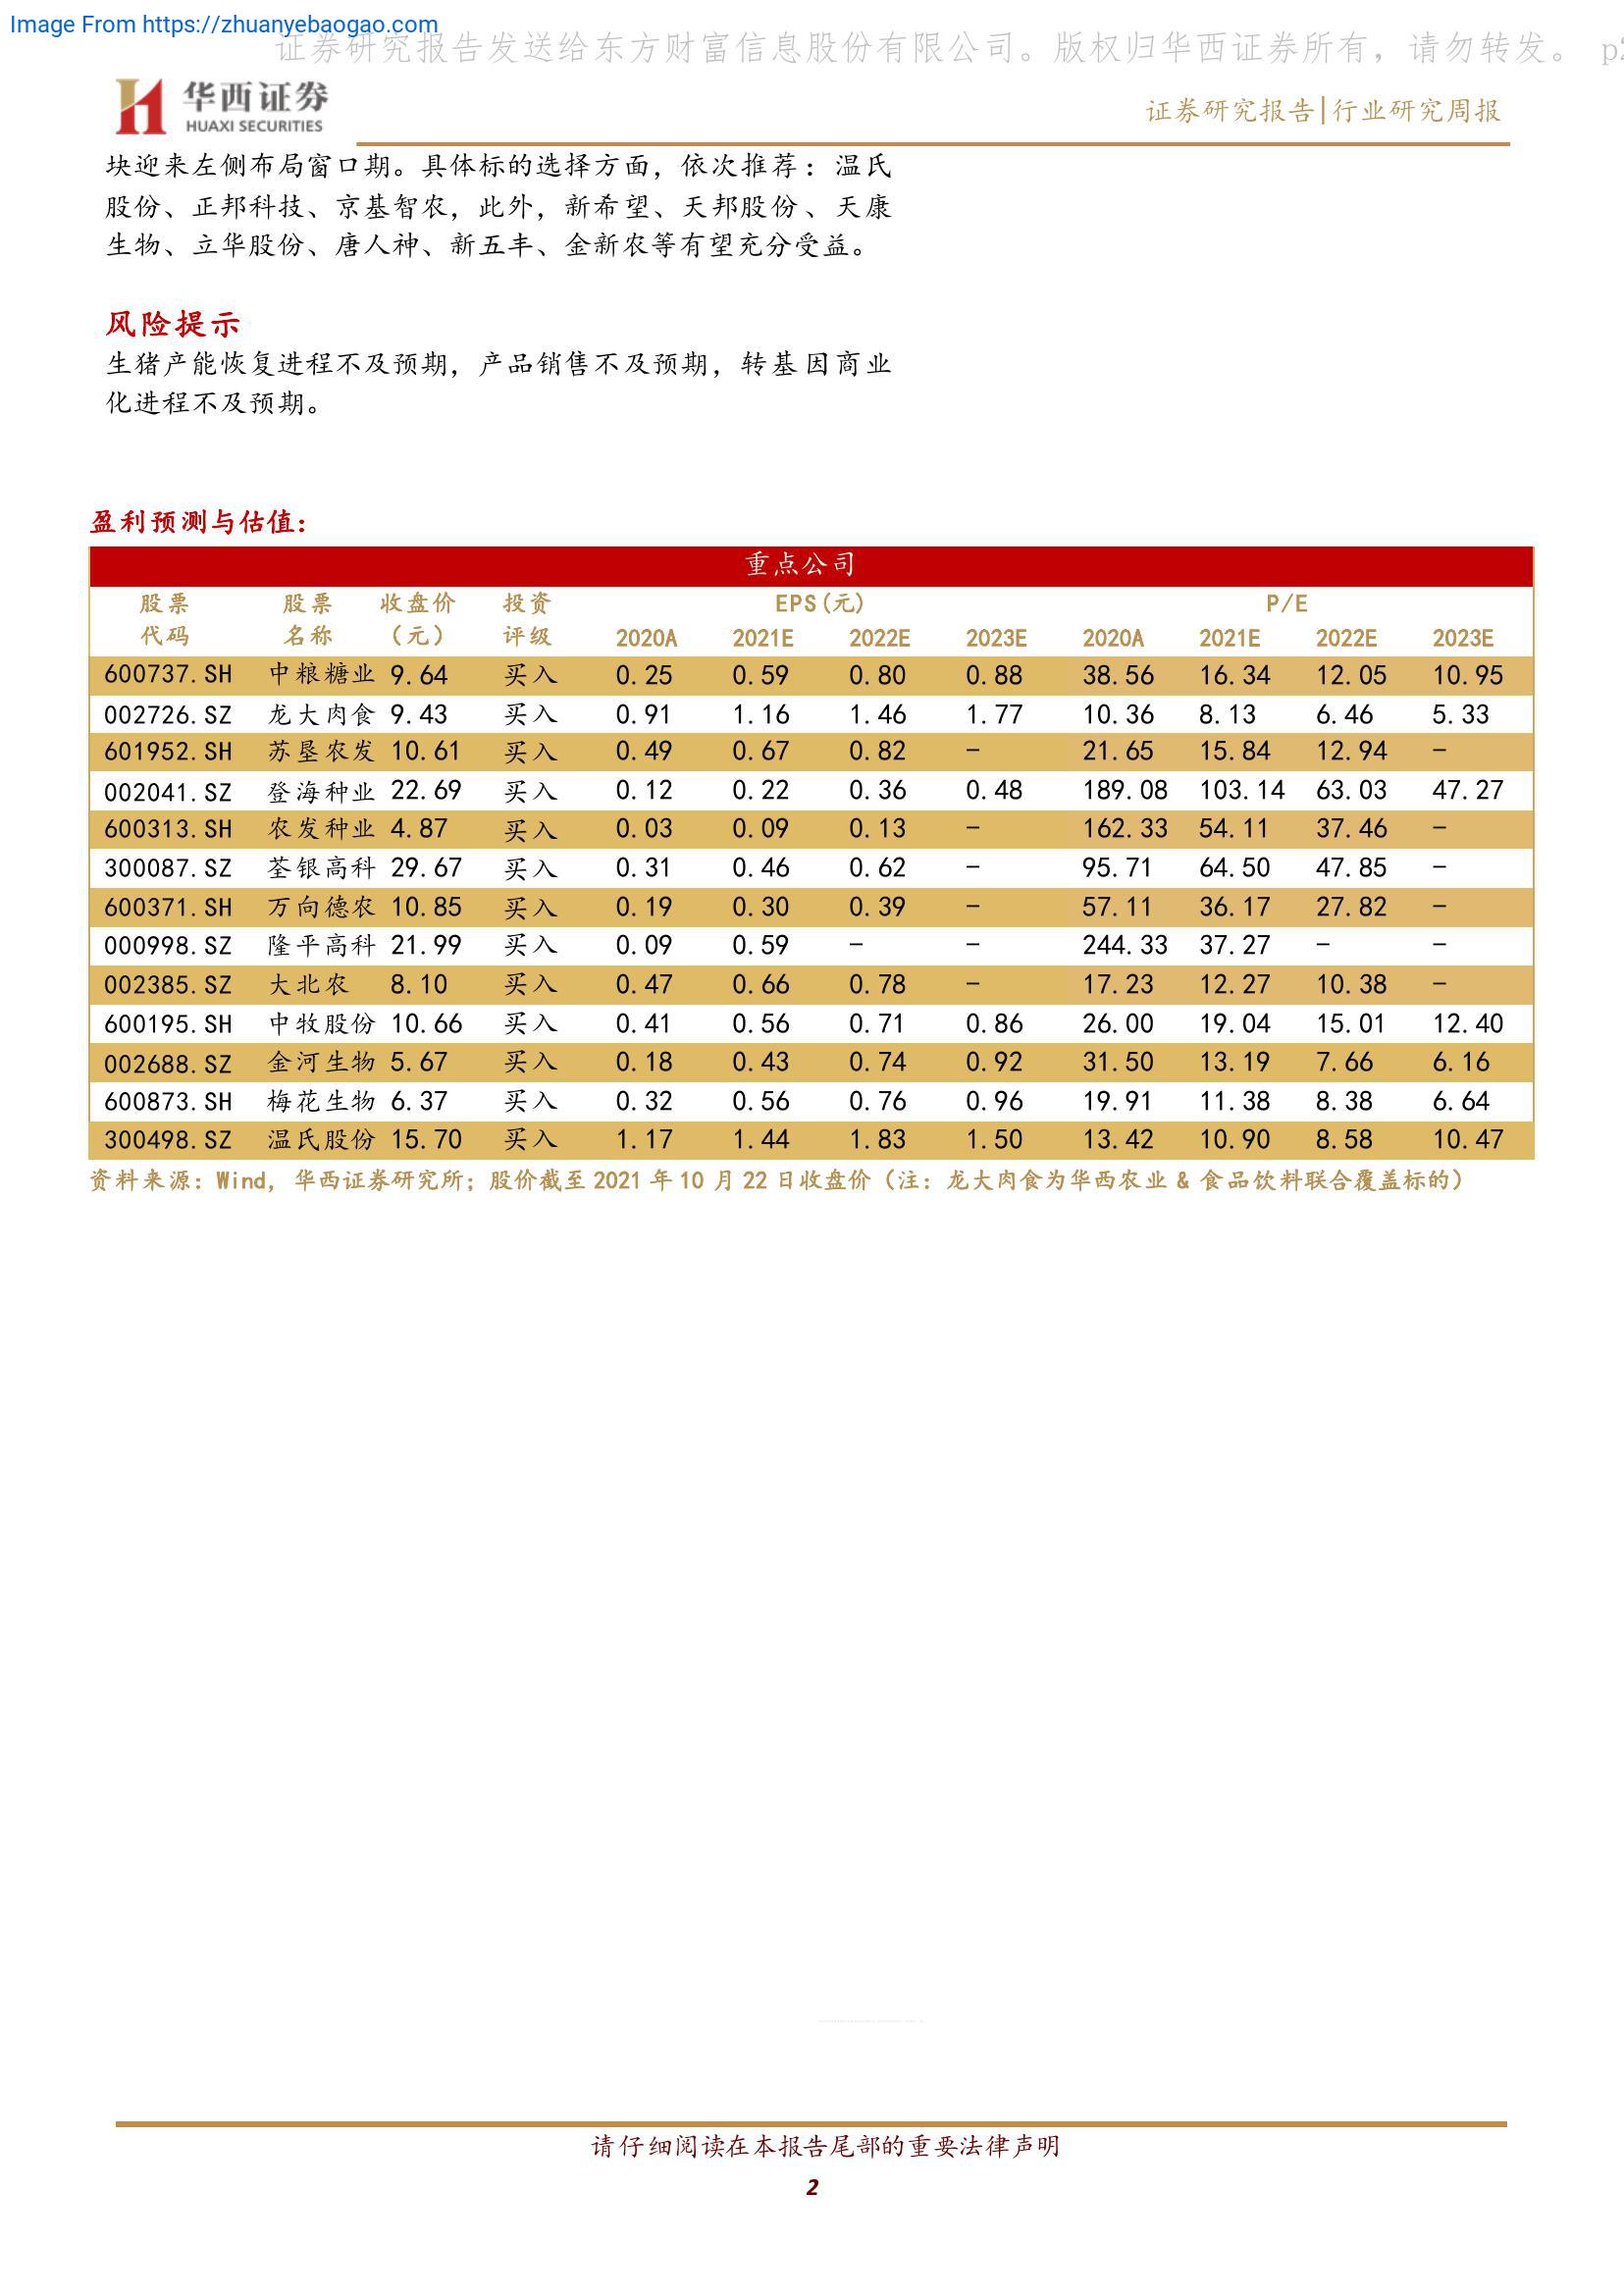 Image From https://zhuanyebaogao.com
证券研究报告发送给东方财富信息股份有限公司。版权归华西证券所有，请勿转发。 p2
华西证券
HUAXI SECURITIES
证券研究报告|行业研究周报
块迎来左侧布局窗口期。具体标的选择方面，依次推荐：温氏
股份、正邦科技、京基智农，此外，新希望、天邦股份、天康
生物、立华股份、唐人神、新五丰、金新农等有望充分受益。
风险提示
生猪产能恢复进程不及预期，产品销售不及预期，转基因商业
化进程不及预期。
盈利预测与估值：
重点公司
股票 股票 收盘价 投资 EPS(元) P/E
代码 名称 （元） 评级 2020A 2021E 2022E 2023E 2020A 2021E 2022E 2023E
600737.SH 中粮糖业 9.64 买入 0.25 0.59 0.80 0.88 38.56 16.34 12.05 10.95
002726.SZ 龙大肉食 9.43 买入 0.91 1.16 1.46 1.77 10.36 8.13 6.46 5.33
601952.SH 苏垦农发 10.61 买入 0.49 0.67 0.82 - 21.65 15.84 12.94 -
002041.SZ 登海种业 22.69 买入 0.12 0.22 0.36 0.48 189.08 103.14 63.03 47.27
600313.SH 农发种业 4.87 买入 0.03 0.09 0.13 - 162.33 54.11 37.46 -
300087.SZ 荃银高科 29.67 买入 0.31 0.46 0.62 - 95.71 64.50 47.85 -
600371.SH 万向德农 10.85 买入 0.19 0.30 0.39 - 57.11 36.17 27.82 -
000998.SZ 隆平高科 21.99 买入 0.09 0.59 - - 244.33 37.27 - -
002385.SZ 大北农 8.10 买入 0.47 0.66 0.78 - 17.23 12.27 10.38 -
600195.SH 中牧股份 10.66 买入 0.41 0.56 0.71 0.86 26.00 19.04 15.01 12.40
002688.SZ 金河生物 5.67 买入 0.18 0.43 0.74 0.92 31.50 13.19 7.66 6.16
600873.SH 梅花生物 6.37 买入 0.32 0.56 0.76 0.96 19.91 11.38 8.38 6.64
300498.SZ 温氏股份 15.70 买入 1.17 1.44 1.83 1.50 13.42 10.90 8.58 10.47
资料来源：Wind，华西证券研究所；股价截至 2021 年 10 月 22 日收盘价（注：龙大肉食为华西农业 & 食品饮料联合覆盖标的）
请仔细阅读在本报告尾部的重要法律声明
2